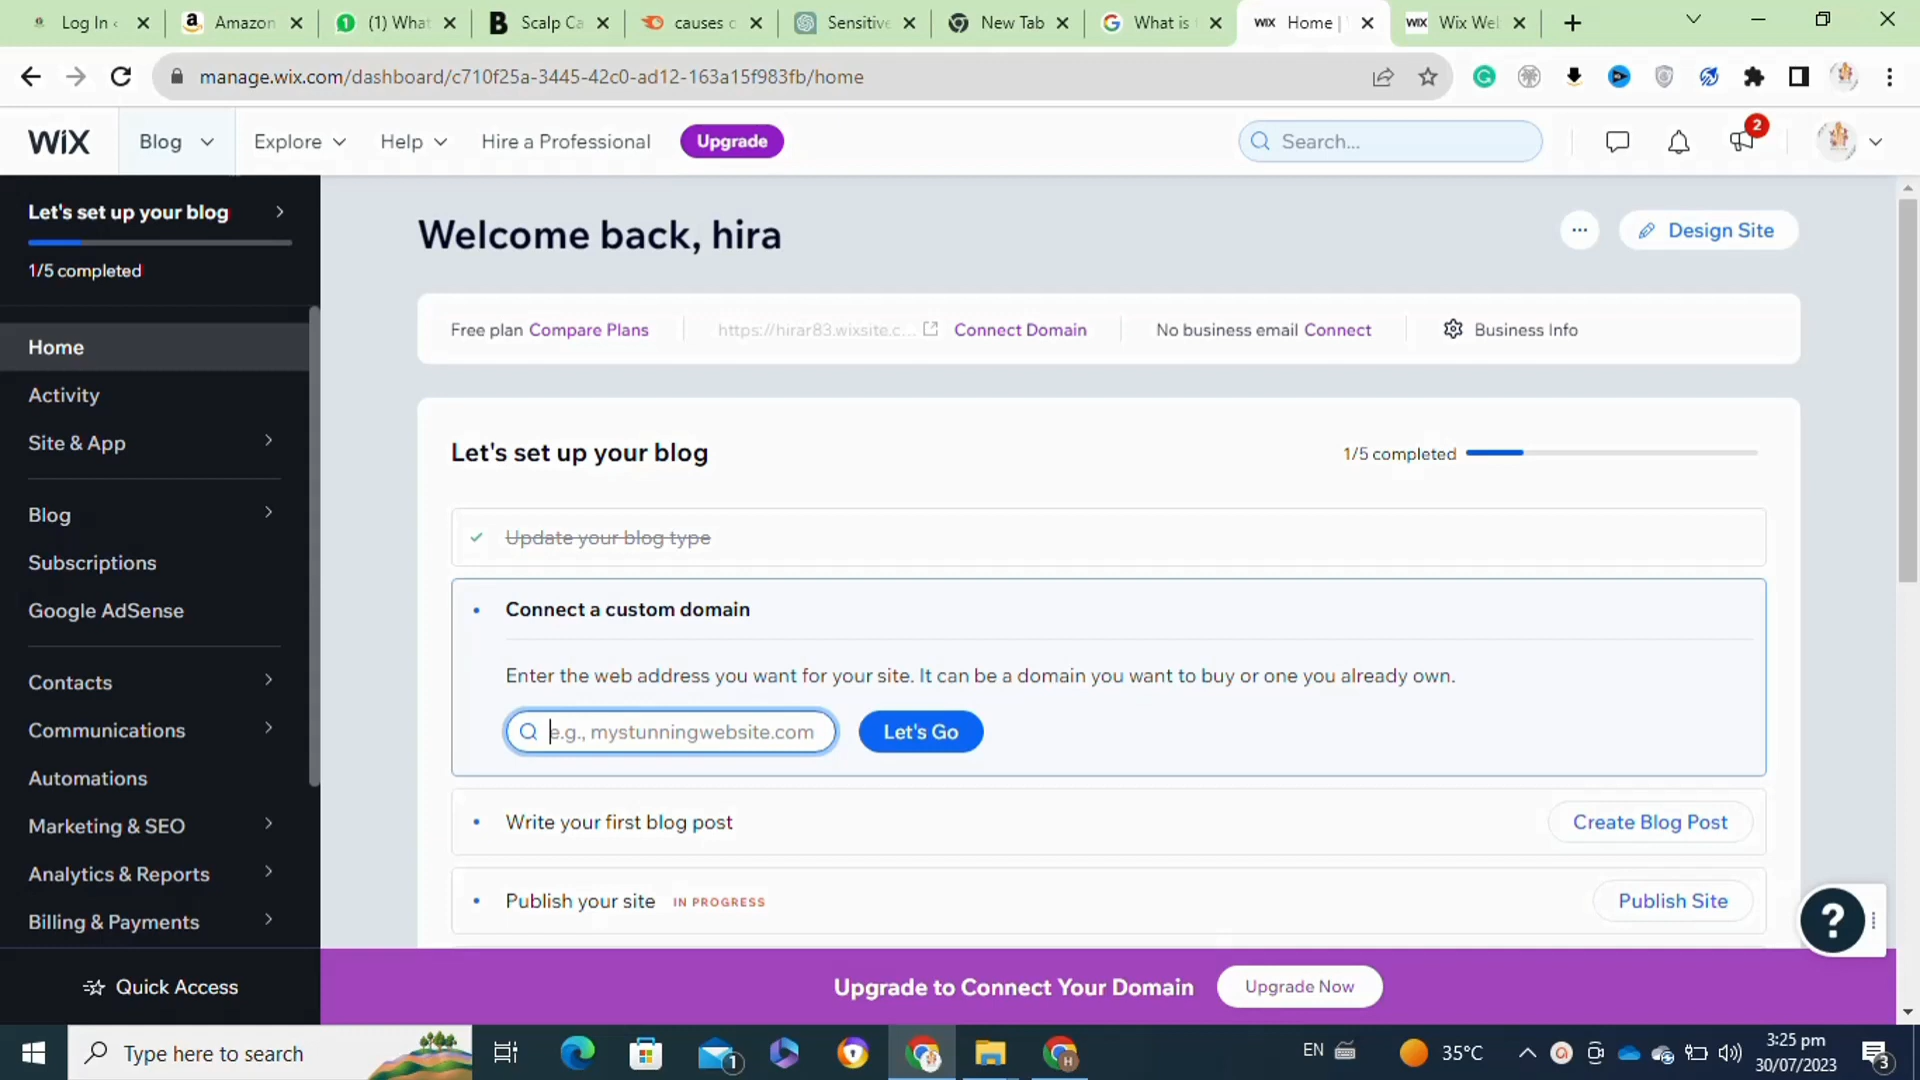 Log In
Amazon
(1) What
Scalp Ca
causes
Sensitive
New Tab
What is
WIX Home |
WIX Wix Wel
manage.wix.com/dashboard/c710f25a-3445-42c0-ad12-163a15f983fb/home
WiX
Blog
Explore
Help
Hire a Professional
Upgrade
Search...
2
Let's set up your blog
1/5 completed
Home
Activity
Site & App
Blog
Subscriptions
Google AdSense
Contacts
Communications
Automations
Marketing & SEO
Analytics & Reports
Billing & Payments
Quick Access
Welcome back, hira
... Design Site
Free plan Compare Plans
https://hirar83.wixsite.c...
Connect Domain
No business email Connect
Business Info
Let's set up your blog
1/5 completed
Update your blog type
Connect a custom domain
Enter the web address you want for your site. It can be a domain you want to buy or one you already own.
e.g., mystunningwebsite.com
Let's Go
Write your first blog post
Create Blog Post
Publish your site IN PROGRESS
Publish Site
?
Upgrade to Connect Your Domain
Upgrade Now
Type here to search
1
EN
35°C
3:25 pm
30/07/2023
3